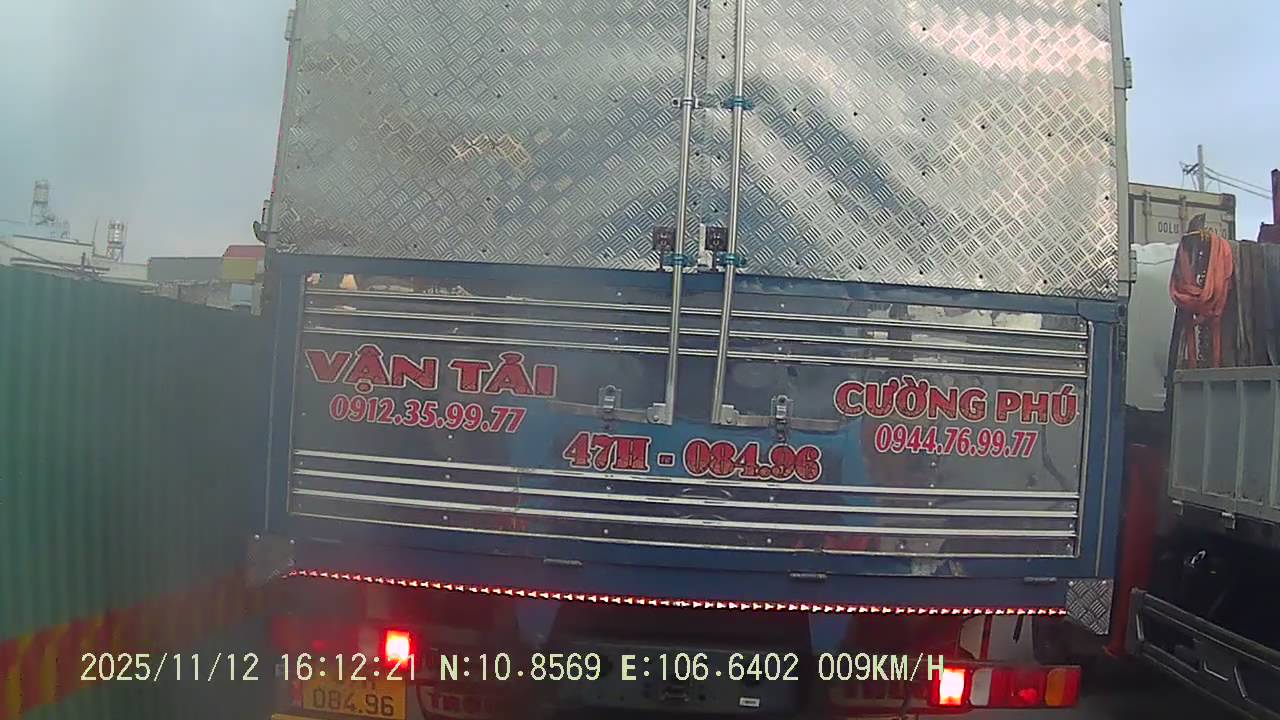 OOLU
VẬN TẢI
0912.35.99.77
CƯỜNG PHÚ
0944.76.99.77
47H - 084.96
2025/11/12 16:12:21 N:10.8569 E:106.6402 009KM/H
084.96